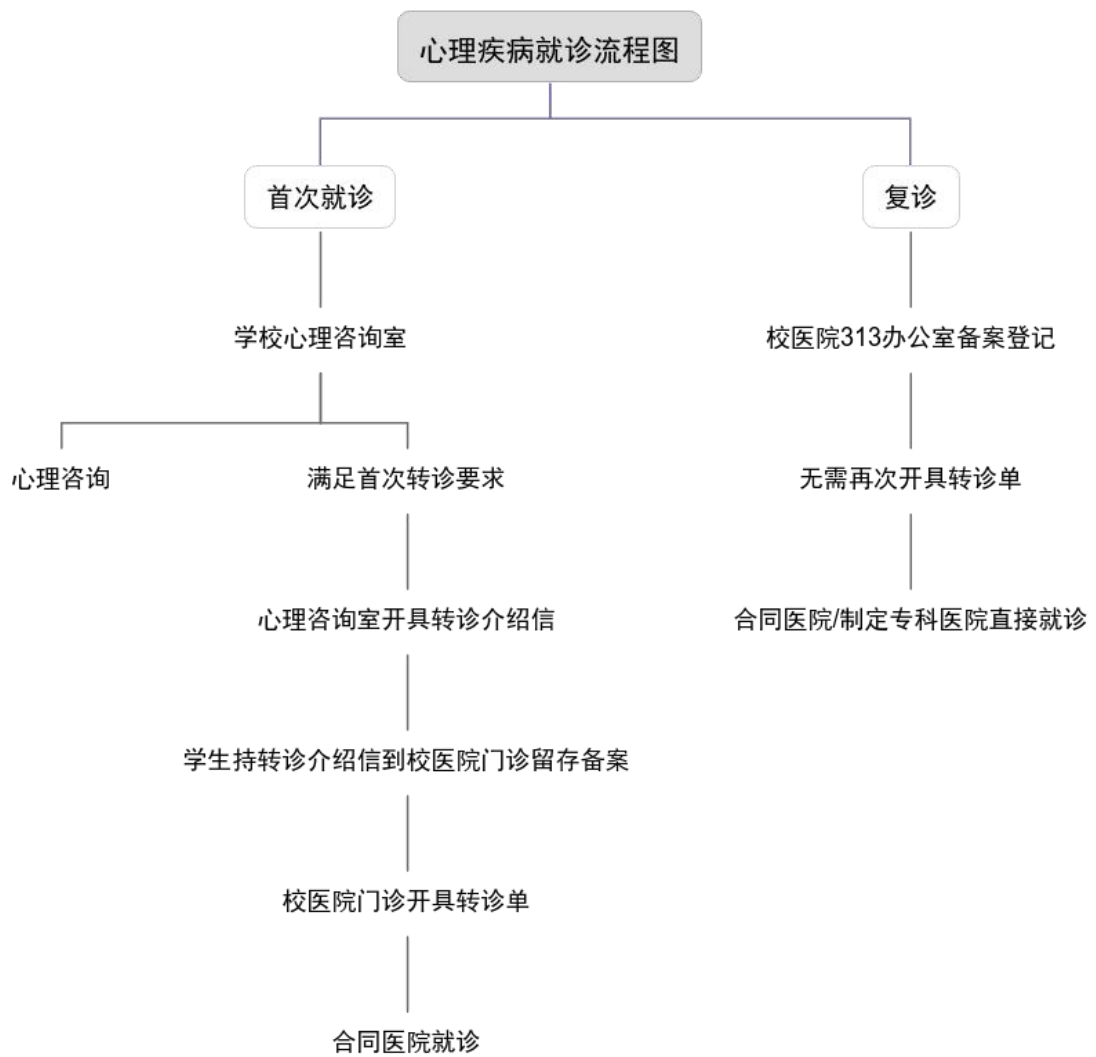 心理疾病就诊流程图
首次就诊
复诊
学校心理咨询室
校医院313办公室备案登记
心理咨询
满足首次转诊要求
无需再次开具转诊单
心理咨询室开具转诊介绍信
合同医院/制定专科医院直接就诊
学生持转诊介绍信到校医院门诊留存备案
校医院门诊开具转诊单
合同医院就诊